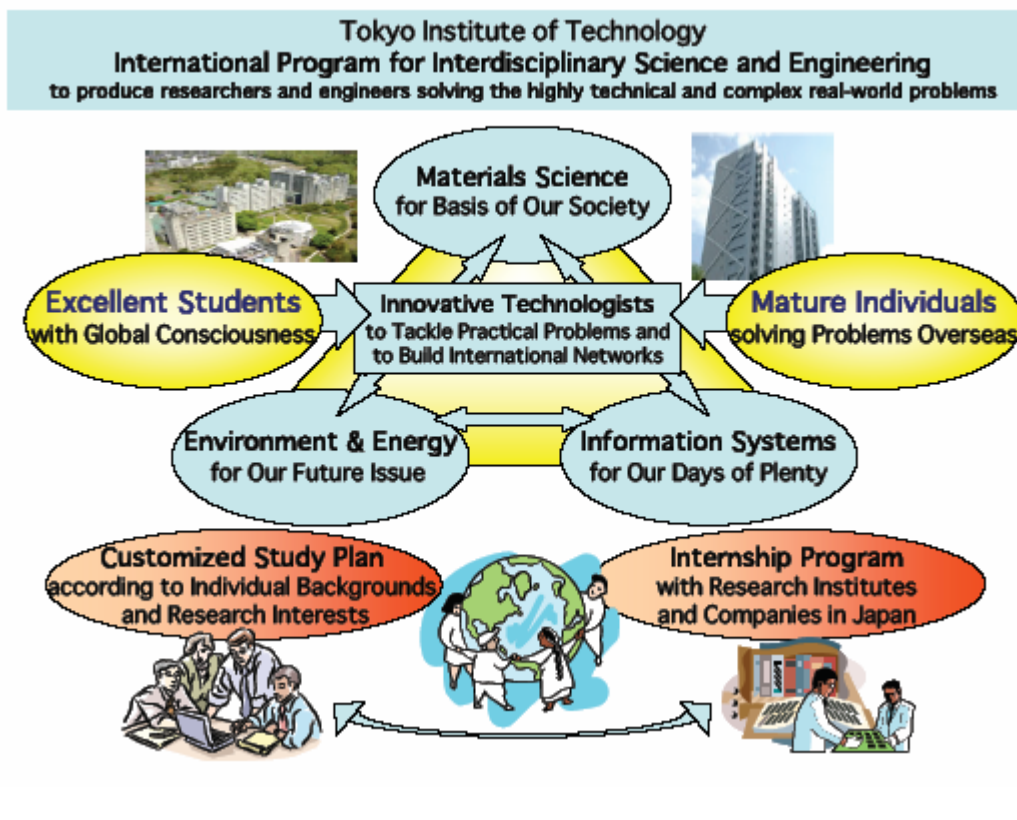 Tokyo Institute of Technology
International Program for Interdisciplinary Science and Engineering
to produce researchers and engineers solving the highly technical and complex real-world problems
Materials Science
for Basis of Our Society
Excellent Students
with Global Consciousness
Innovative Technologists
to Tackle Practical Problems and
to Build International Networks
Mature Individuals
solving Problems Overseas
Environment & Energy
for Our Future Issue
Information Systems
for Our Days of Plenty
Customized Study Plan
according to Individual Backgrounds
and Research Interests
Internship Program
with Research Institutes
and Companies in Japan